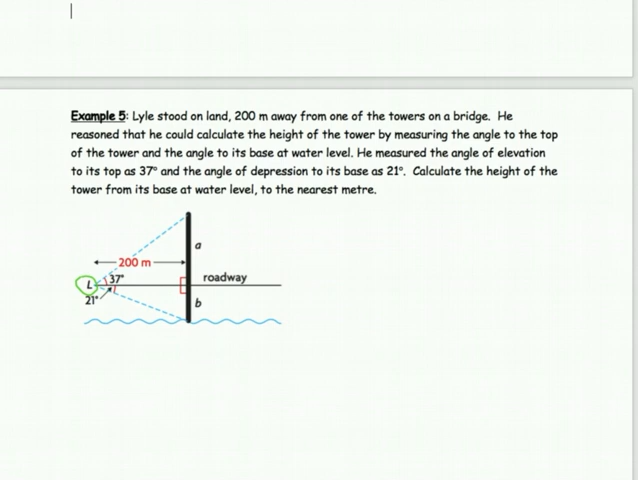 Example 5: Lyle stood on land, 200 m away from one of the towers on a bridge. He
reasoned that he could calculate the height of the tower by measuring the angle to the top
of the tower and the angle to its base at water level. He measured the angle of elevation
to its top as 37° and the angle of depression to its base as 21°. Calculate the height of the
tower from its base at water level, to the nearest metre.
a
200 m
L 37° roadway
21° b